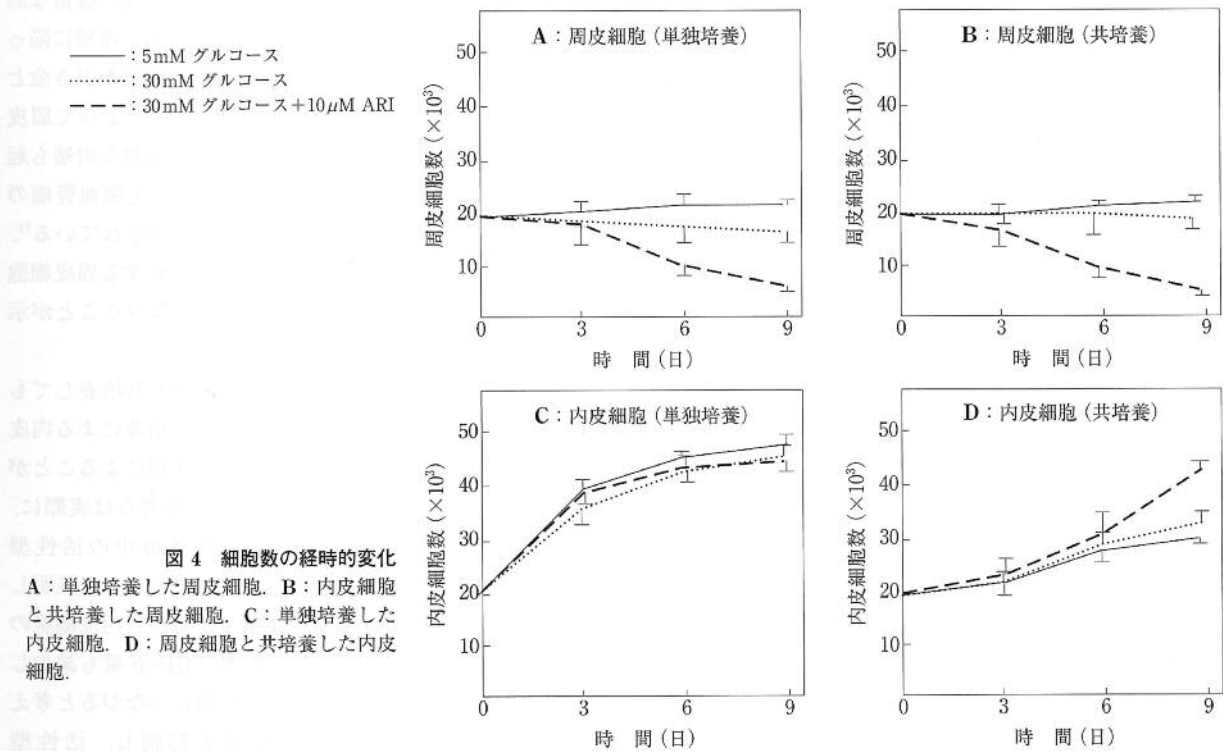 ―――：5mM グルコース
………：30mM グルコース
－－－：30mM グルコース＋10μM ARI
A：周皮細胞（単独培養）
周皮細胞数（×10³）
50
40
30
20
10
0
3
6
9
時 間（日）
B：周皮細胞（共培養）
周皮細胞数（×10³）
50
40
30
20
10
0
3
6
9
時 間（日）
C：内皮細胞（単独培養）
内皮細胞数（×10³）
50
40
30
20
10
0
3
6
9
時 間（日）
D：内皮細胞（共培養）
内皮細胞数（×10³）
50
40
30
20
10
0
3
6
9
時 間（日）
図 4 細胞数の経時的変化
A：単独培養した周皮細胞．B：内皮細胞
と共培養した周皮細胞．C：単独培養した
内皮細胞．D：周皮細胞と共培養した内皮
細胞．